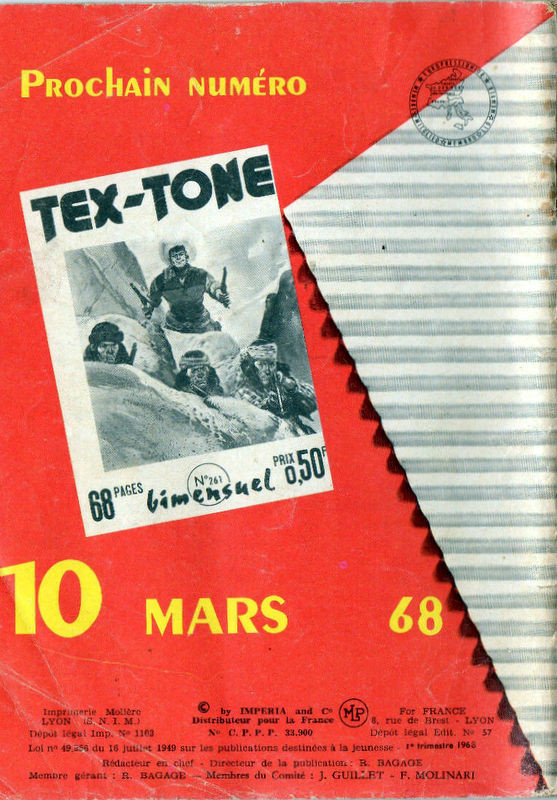 PROCHAIN NUMÉRO
TEX-TONE
68 PAGES
N° 261
bimensuel
PRIX
0,50F
10 MARS 68
Imprimerie Molière
LYON (S. N. I. M.)
Dépôt légal Imp. N° 1103
© by IMPERIA and C°
Distributeur pour la France
N° C. P. P. P. 33.900
MP
For FRANCE
8, rue de Brest - LYON
Dépôt légal Edit. N° 57
Loi n° 49.956 du 16 juillet 1949 sur les publications destinées à la jeunesse - 1er trimestre 1968
Rédacteur en chef - Directeur de la publication : R. BAGAGE
Membre gérant : R. BAGAGE — Membres du Comité : J. GUILLET - F. MOLINARI